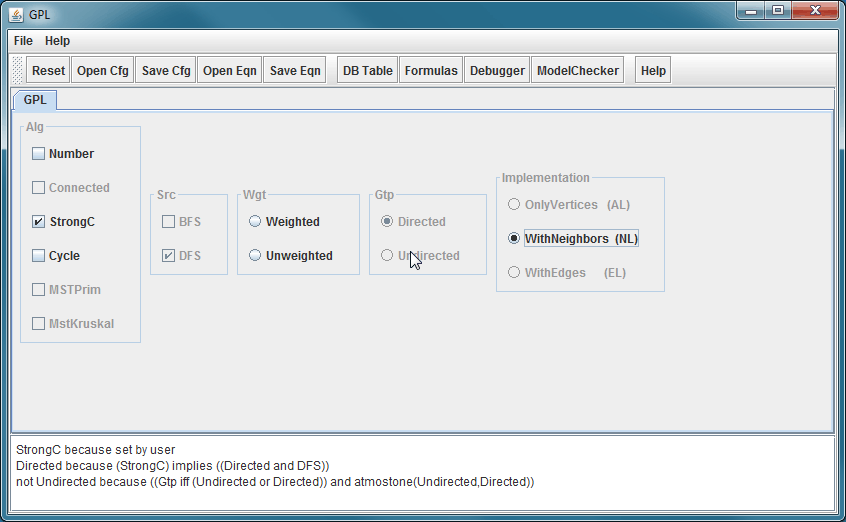 GPL
File Help
Reset Open Cfg Save Cfg Open Eqn Save Eqn DB Table Formulas Debugger ModelChecker Help
GPL
Alg
Number
Connected
StrongC
Cycle
MSTPrim
MstKruskal
Src
BFS
DFS
Wgt
Weighted
Unweighted
Gtp
Directed
Undirected
Implementation
OnlyVertices (AL)
WithNeighbors (NL)
WithEdges (EL)
StrongC because set by user
Directed because (StrongC) implies ((Directed and DFS))
not Undirected because ((Gtp iff (Undirected or Directed)) and atmostone(Undirected,Directed))